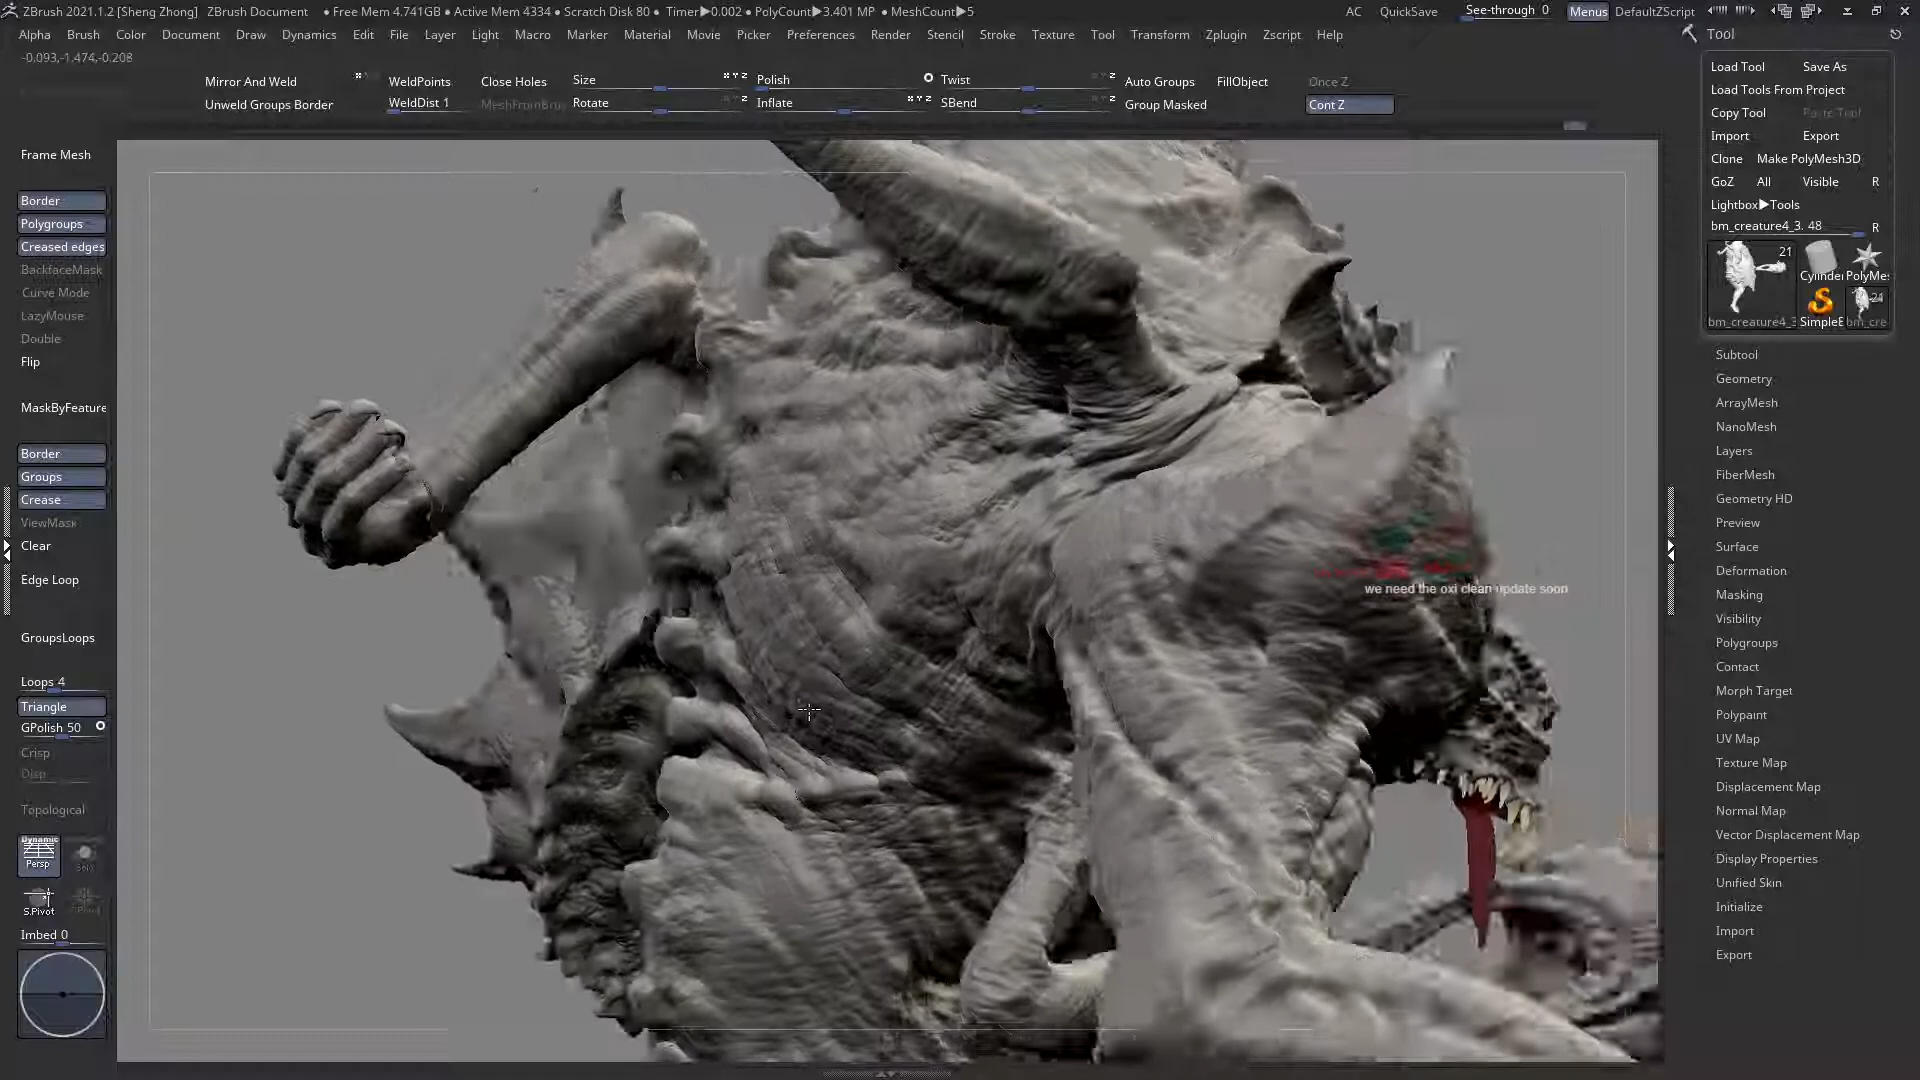 ZBrush 2021.1.2 [Sheng Zhong] ZBrush Document • Free Mem 4.741GB • Active Mem 4334 • Scratch Disk 80 • Timer▶0.002 • PolyCount▶3.401 MP • MeshCount▶5 AC QuickSave See-through 0 Menus DefaultZScript
Alpha Brush Color Document Draw Dynamics Edit File Layer Light Macro Marker Material Movie Picker Preferences Render Stencil Stroke Texture Tool Transform Zplugin Zscript Help
-0.093,-1.474,-0.208
Mirror And Weld WeldPoints Close Holes Size Polish Twist Auto Groups FillObject Once Z
Unweld Groups Border WeldDist 1 MeshFromBru Rotate Inflate SBend Group Masked Cont Z
Frame Mesh
Border
Polygroups
Creased edges
BackfaceMask
Curve Mode
LazyMouse
Double
Flip
MaskByFeature
Border
Groups
Crease
ViewMask
Clear
Edge Loop
GroupsLoops
Loops 4
Triangle
GPolish 50
Crisp
Disp
Topological
Dynamic
Persp
S.Pivot
Imbed 0
we need the oxi clean update soon
Tool
Load Tool Save As
Load Tools From Project
Copy Tool Paste Tool
Import Export
Clone Make PolyMesh3D
GoZ All Visible R
Lightbox▶Tools
bm_creature4_3. 48 R
21
Cylinder PolyMes
21
bm_creature4_3 SimpleB bm_cre
Subtool
Geometry
ArrayMesh
NanoMesh
Layers
FiberMesh
Geometry HD
Preview
Surface
Deformation
Masking
Visibility
Polygroups
Contact
Morph Target
Polypaint
UV Map
Texture Map
Displacement Map
Normal Map
Vector Displacement Map
Display Properties
Unified Skin
Initialize
Import
Export